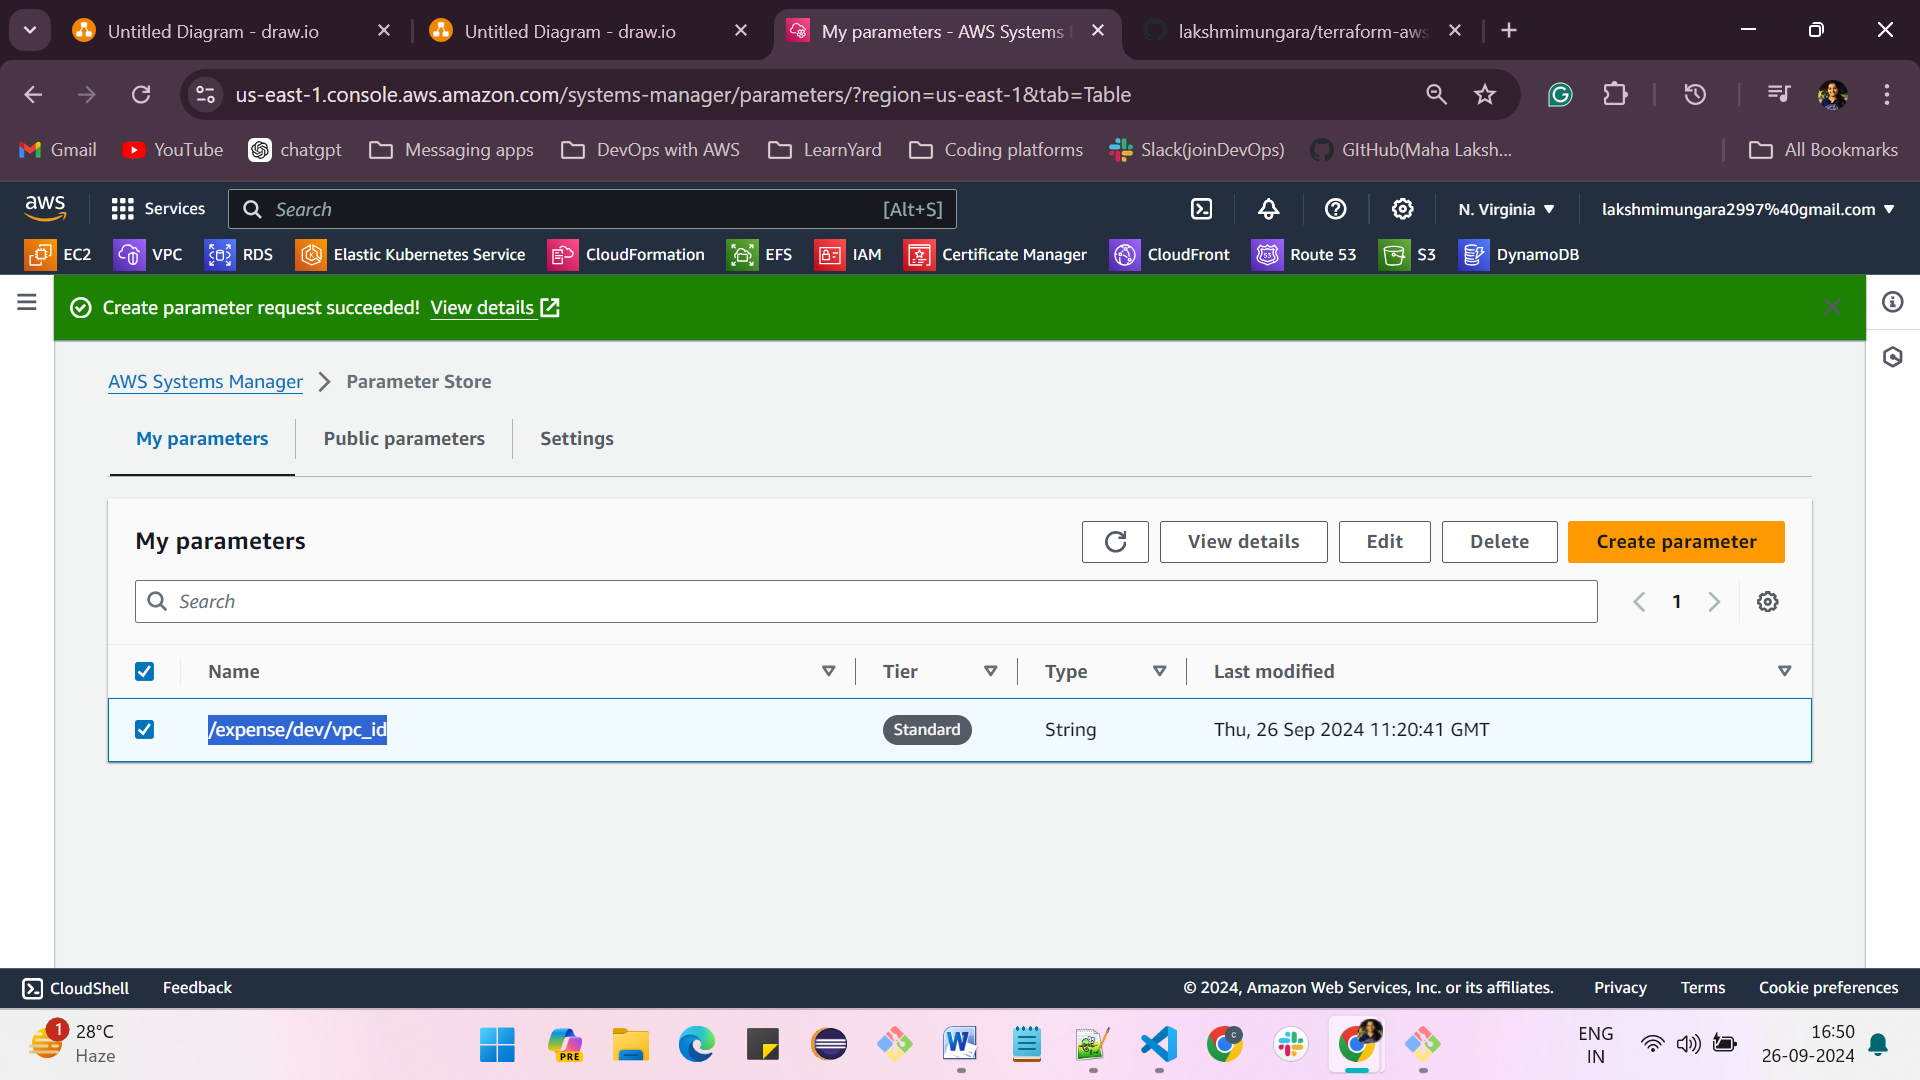 Untitled Diagram - draw.io
Untitled Diagram - draw.io
My parameters - AWS Systems
lakshmimungara/terraform-aws
us-east-1.console.aws.amazon.com/systems-manager/parameters/?region=us-east-1&tab=Table
Gmail
YouTube
chatgpt
Messaging apps
DevOps with AWS
LearnYard
Coding platforms
Slack(joinDevOps)
GItHub(Maha Laksh...
All Bookmarks
aws
Services
Search
[Alt+S]
N. Virginia
lakshmimungara2997%40gmail.com
EC2
VPC
RDS
Elastic Kubernetes Service
CloudFormation
EFS
IAM
Certificate Manager
CloudFront
Route 53
S3
DynamoDB
Create parameter request succeeded! View details
AWS Systems Manager
Parameter Store
My parameters
Public parameters
Settings
My parameters
View details
Edit
Delete
Create parameter
Search
1
Name
Tier
Type
Last modified
/expense/dev/vpc_id
Standard
String
Thu, 26 Sep 2024 11:20:41 GMT
CloudShell
Feedback
© 2024, Amazon Web Services, Inc. or its affiliates.
Privacy
Terms
Cookie preferences
1
28°C
Haze
PRE
ENG
IN
16:50
26-09-2024